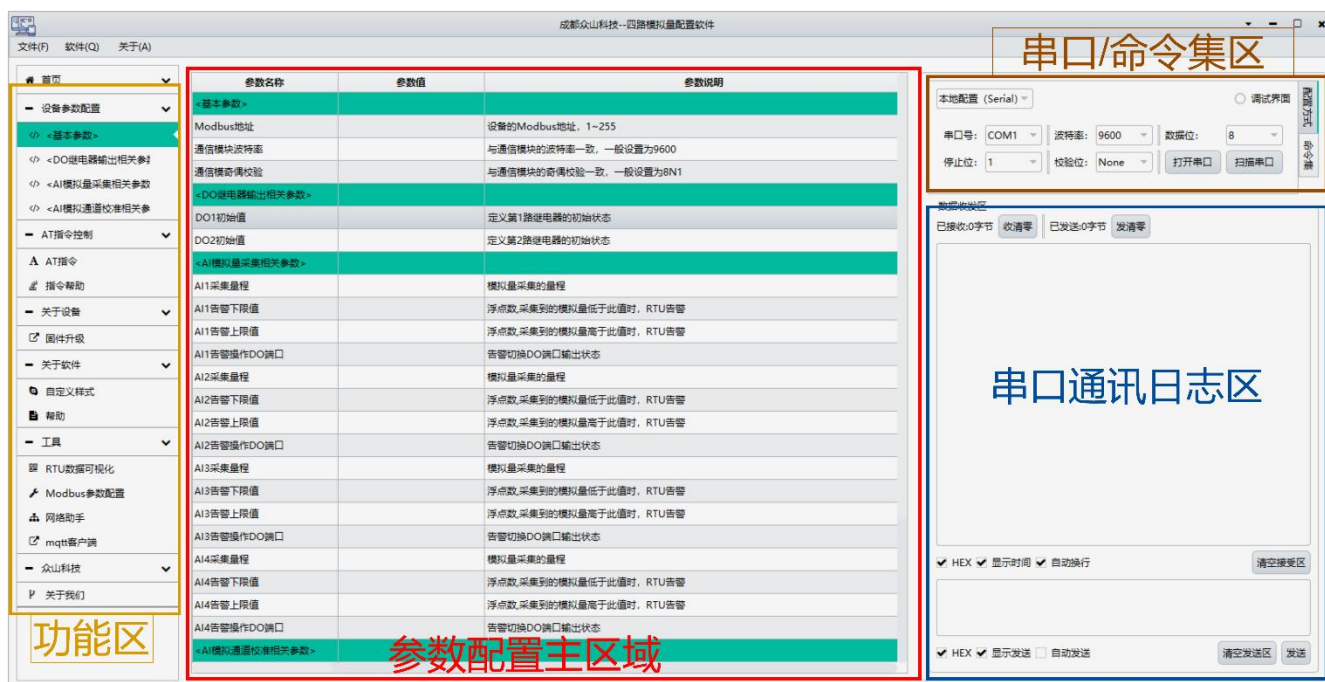 成都众山科技--四路模拟量配置软件
文件(F) 软件(Q) 关于(A)
首页
设备参数配置
<基本参数>
<DO继电器输出相关参
<AI模拟量采集相关参数
<AI模拟通道校准相关参
AT指令控制
AT指令
指令帮助
关于设备
固件升级
关于软件
自定义样式
帮助
工具
RTU数据可视化
Modbus参数配置
网络助手
mqtt客户端
众山科技
关于我们
功能区
参数名称 参数值 参数说明
<基本参数>
Modbus地址 设备的Modbus地址，1~255
通信模块波特率 与通信模块的波特率一致，一般设置为9600
通信模奇偶校验 与通信模块的奇偶校验一致，一般设置为8N1
<DO继电器输出相关参数>
DO1初始值 定义第1路继电器的初始状态
DO2初始值 定义第2路继电器的初始状态
<AI模拟量采集相关参数>
AI1采集量程 模拟量采集的量程
AI1告警下限值 浮点数,采集到的模拟量低于此值时，RTU告警
AI1告警上限值 浮点数,采集到的模拟量高于此值时，RTU告警
AI1告警操作DO端口 告警切换DO端口输出状态
AI2采集量程 模拟量采集的量程
AI2告警下限值 浮点数,采集到的模拟量低于此值时，RTU告警
AI2告警上限值 浮点数,采集到的模拟量高于此值时，RTU告警
AI2告警操作DO端口 告警切换DO端口输出状态
AI3采集量程 模拟量采集的量程
AI3告警下限值 浮点数,采集到的模拟量低于此值时，RTU告警
AI3告警上限值 浮点数,采集到的模拟量高于此值时，RTU告警
AI3告警操作DO端口 告警切换DO端口输出状态
AI4采集量程 模拟量采集的量程
AI4告警下限值 浮点数,采集到的模拟量低于此值时，RTU告警
AI4告警上限值 浮点数,采集到的模拟量高于此值时，RTU告警
AI4告警操作DO端口 告警切换DO端口输出状态
<AI模拟通道校准相关参数>
参数配置主区域
串口/命令集区
本地配置 (Serial) 调试界面
配置方式
命令集
串口号: COM1 波特率: 9600 数据位: 8
停止位: 1 校验位: None 打开串口 扫描串口
数据收发区
已接收:0字节 收清零 已发送:0字节 发清零
串口通讯日志区
HEX 显示时间 自动换行 清空接受区
HEX 显示发送 自动发送 清空发送区 发送